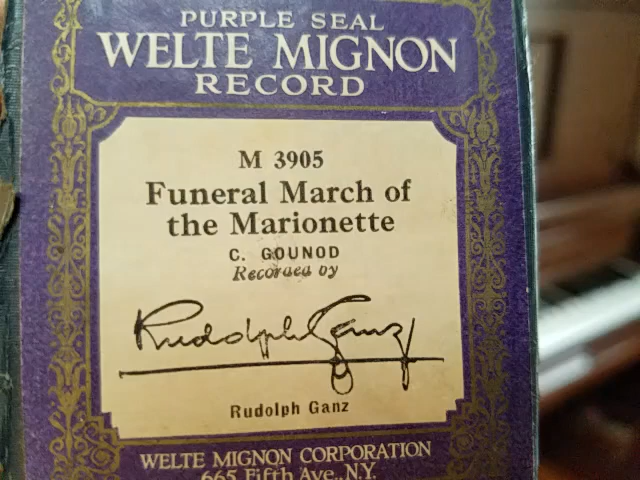 PURPLE SEAL
WELTE MIGNON
RECORD
M 3905
Funeral March of
the Marionette
C. GOUNOD
Recorded by
Rudolph Ganz
Rudolph Ganz
WELTE MIGNON CORPORATION
665 Fifth Ave., N.Y.